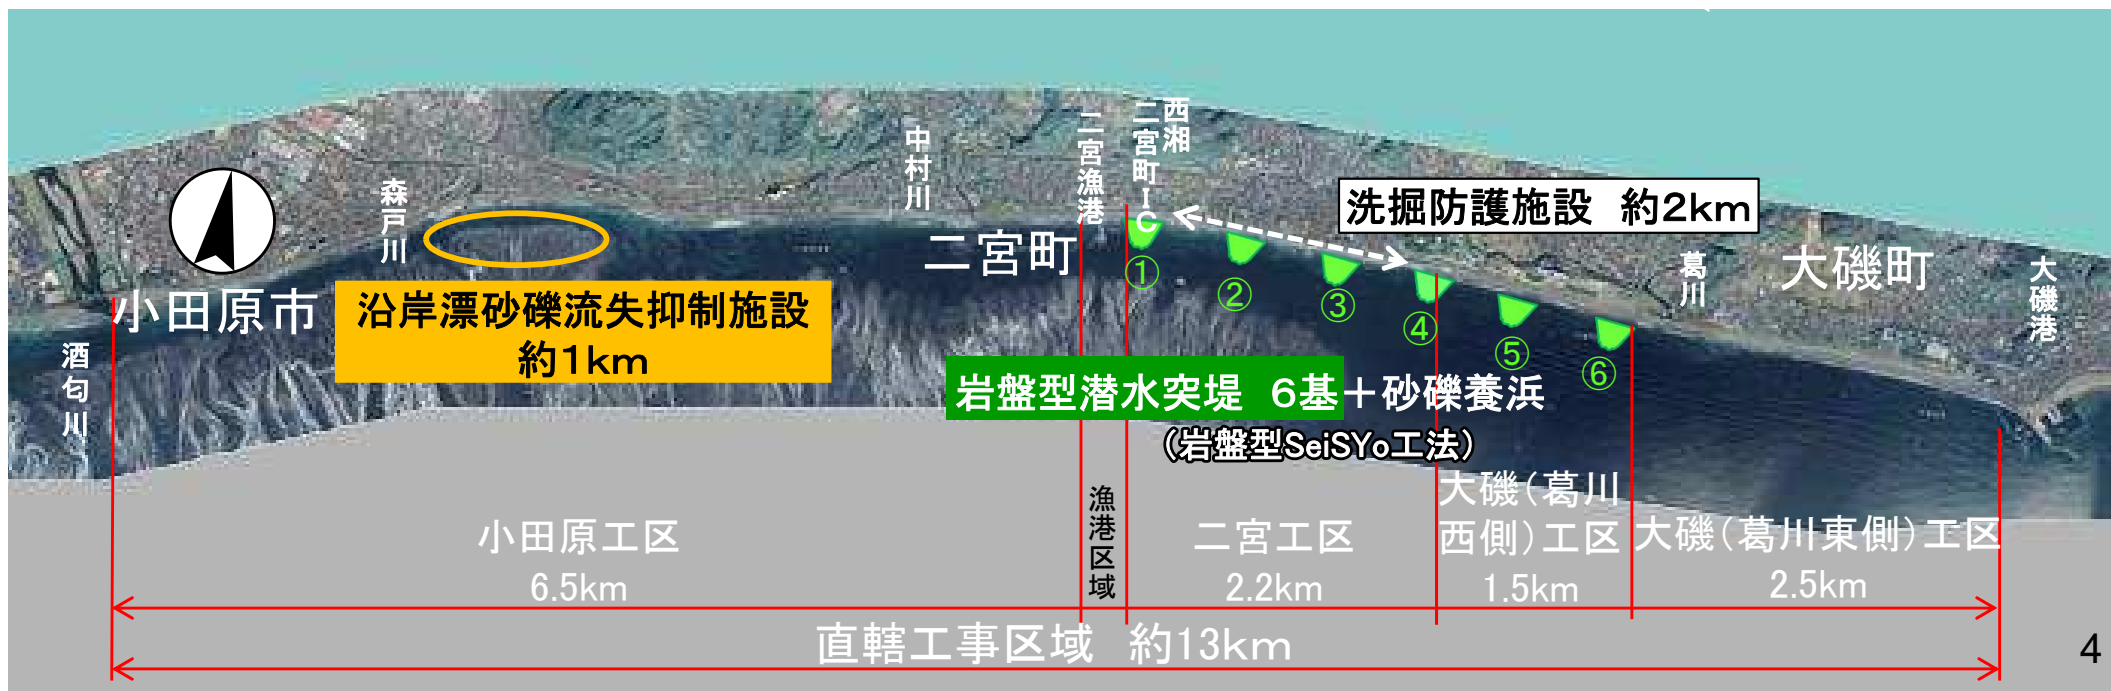 西湘
二宮町IC
二宮漁港
中村川
森戸川
洗掘防護施設　約2km
二宮町
葛川
大磯町
大磯港
小田原市
酒匂川
沿岸漂砂礫流失抑制施設
約1km
①
②
③
④
⑤
⑥
岩盤型潜水突堤　6基＋砂礫養浜
（岩盤型SeiSYo工法）
小田原工区
6.5km
漁港区域
二宮工区
2.2km
大磯（葛川
西側）工区
1.5km
大磯（葛川東側）工区
2.5km
直轄工事区域　約13km
4